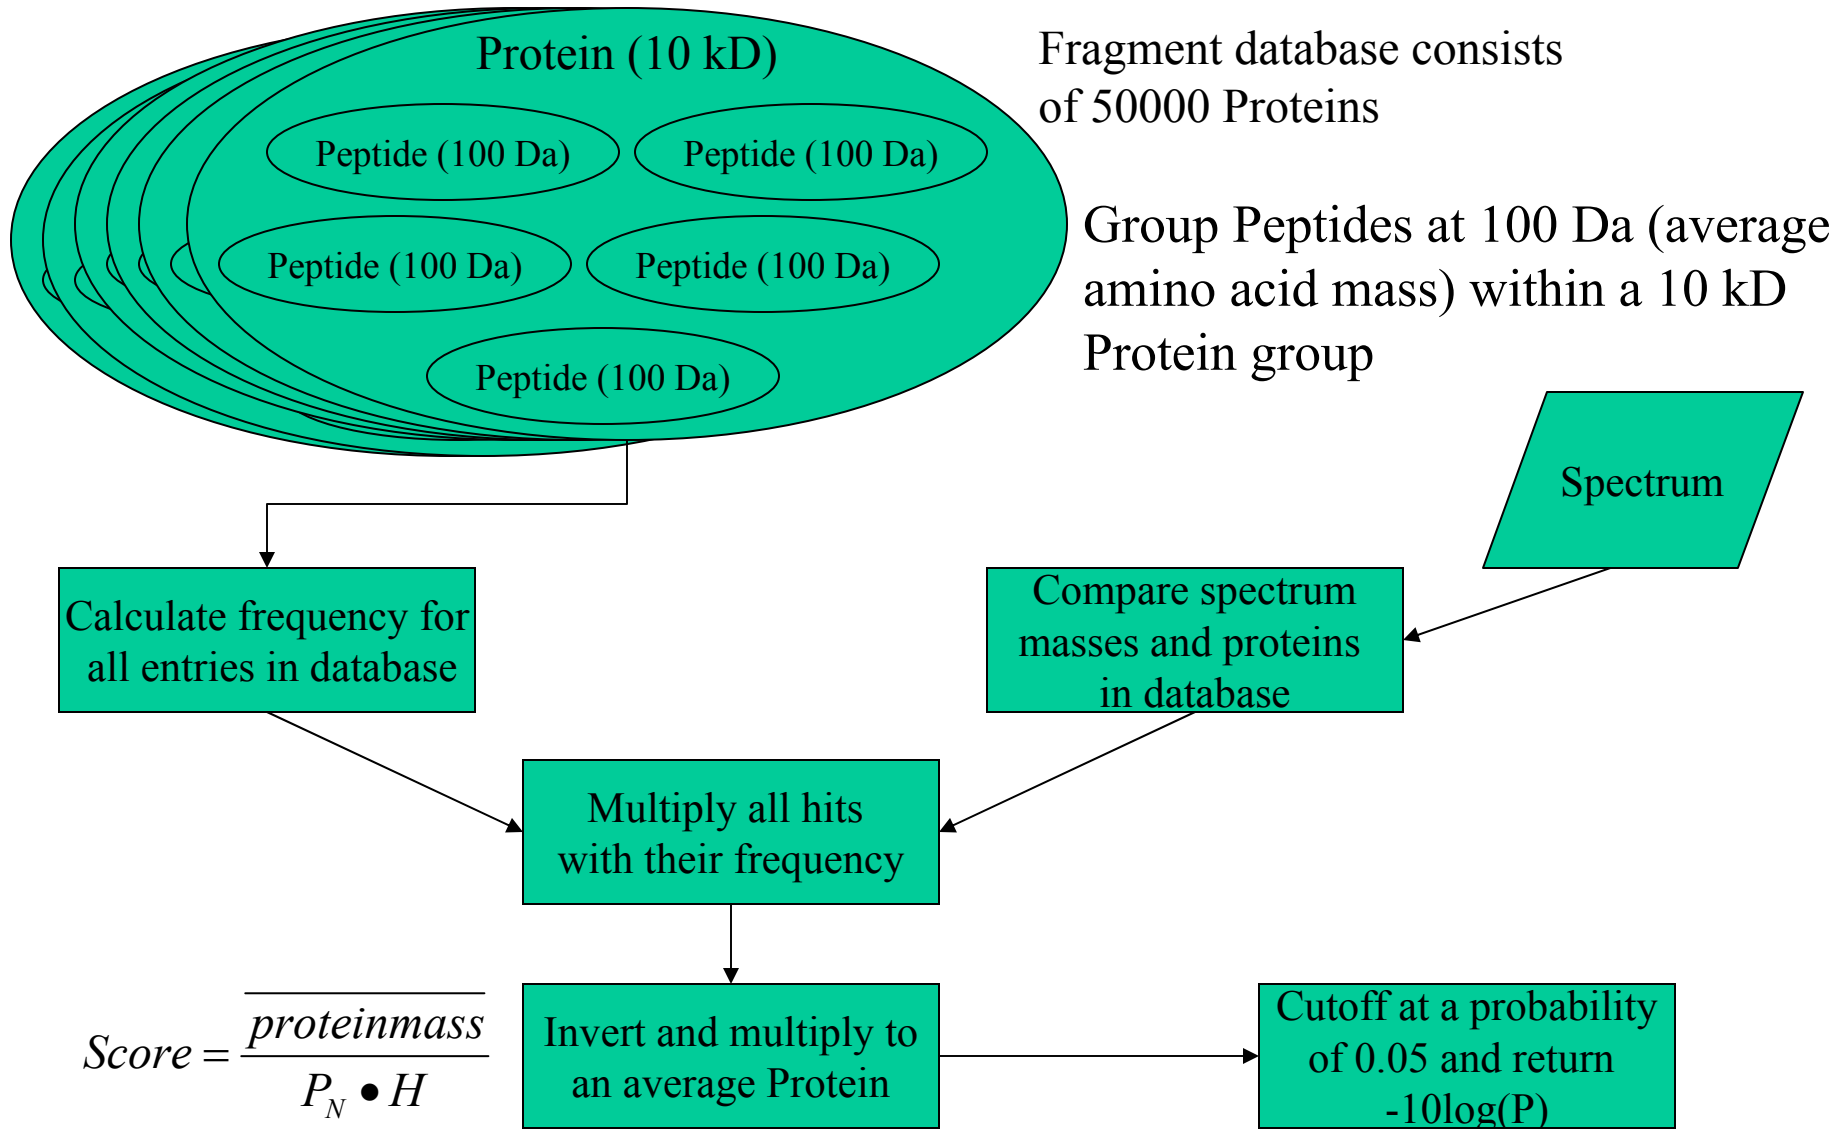 Protein (10 kD)
Peptide (100 Da)
Peptide (100 Da)
Peptide (100 Da)
Peptide (100 Da)
Peptide (100 Da)
Fragment database consists
of 50000 Proteins
Group Peptides at 100 Da (average
amino acid mass) within a 10 kD
Protein group
Spectrum
Calculate frequency for
all entries in database
Compare spectrum
masses and proteins
in database
Multiply all hits
with their frequency
Score = proteinmass
P_N • H
Invert and multiply to
an average Protein
Cutoff at a probability
of 0.05 and return
-10log(P)